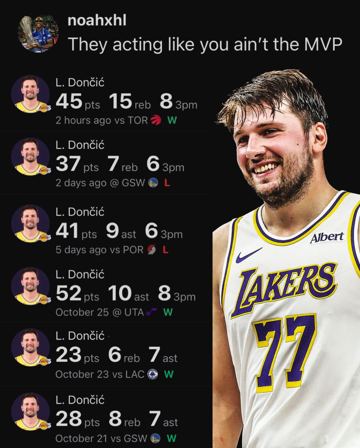 noahxhl
They acting like you ain't the MVP
L. Dončić
45 pts 15 reb 8 3pm
2 hours ago vs TOR W
L. Dončić
37 pts 7 reb 6 3pm
2 days ago @ GSW L
L. Dončić
41 pts 9 ast 6 3pm
5 days ago vs POR L
L. Dončić
52 pts 10 ast 8 3pm
October 25 @ UTA W
L. Dončić
23 pts 6 reb 7 ast
October 23 vs LAC W
L. Dončić
28 pts 8 reb 7 ast
October 21 vs GSW W
Albert
LAKERS
77